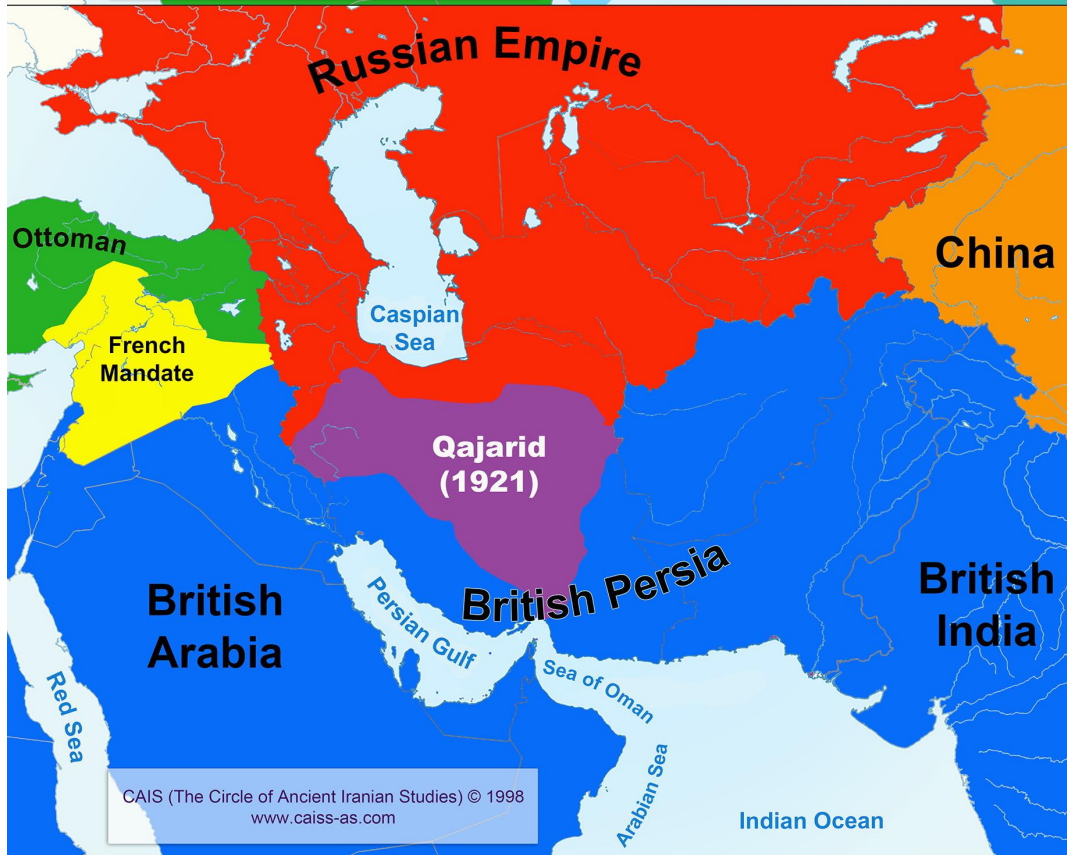 Russian Empire
Ottoman
China
French
Mandate
Caspian
Sea
Qajarid
(1921)
British Persia
British
Arabia
British
India
Persian Gulf
Sea of Oman
Red Sea
Arabian Sea
Indian Ocean
CAIS (The Circle of Ancient Iranian Studies) © 1998
www.caiss-as.com